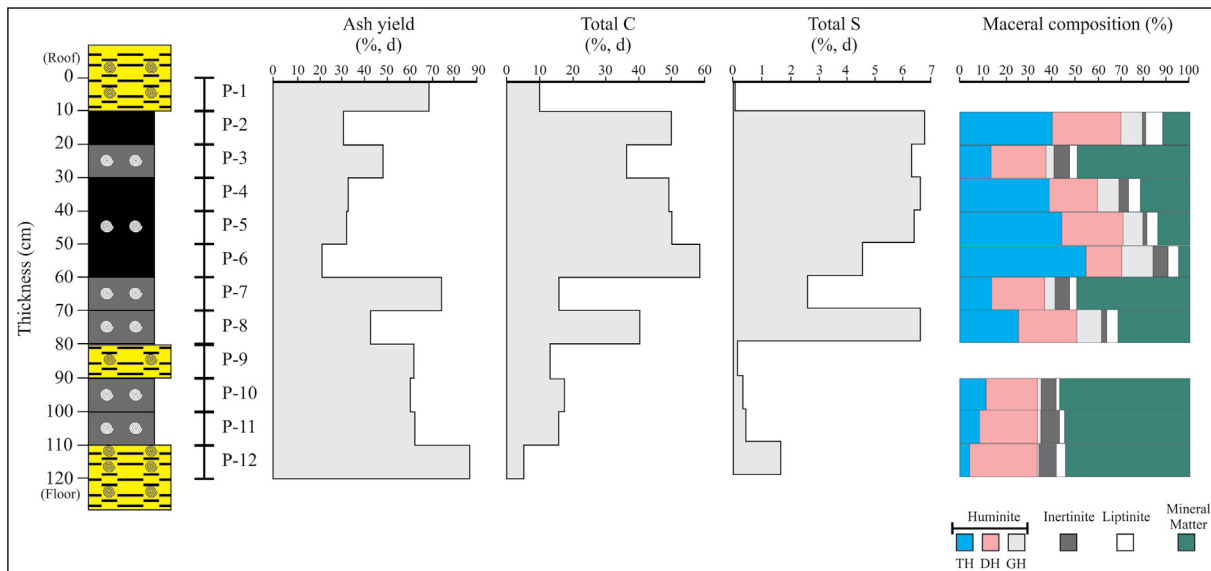 Ash yield
(%, d)
Total C
(%, d)
Total S
(%, d)
Maceral composition (%)
0 10 20 30 40 50 60 70 80 90
0 10 20 30 40 50 60
0 1 2 3 4 5 6 7
0 10 20 30 40 50 60 70 80 90 100
Thickness (cm)
(Roof)
0
10
20
30
40
50
60
70
80
90
100
110
120
(Floor)
P-1
P-2
P-3
P-4
P-5
P-6
P-7
P-8
P-9
P-10
P-11
P-12
Huminite
Inertinite
Liptinite
Mineral
Matter
TH DH GH